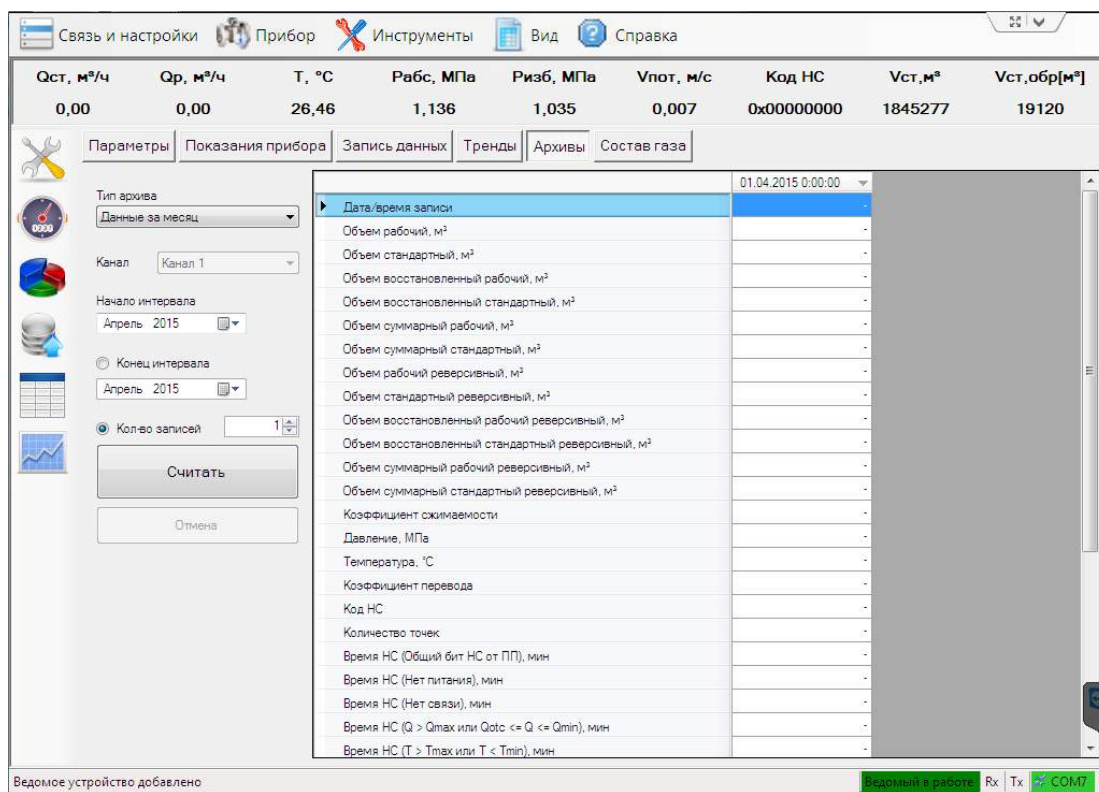 Связь и настройки Прибор Инструменты Вид Справка
Qст, м³/ч Qр, м³/ч T, °C Pабс, МПа Pизб, МПа Vпот, м/с Код НС Vст,м³ Vст,обр[м³]
0,00 0,00 26,46 1,136 1,035 0,007 0x00000000 1845277 19120
Параметры Показания прибора Запись данных Тренды Архивы Состав газа
Тип архива
Данные за месяц
Канал Канал 1
Начало интервала
Апрель 2015
Конец интервала
Апрель 2015
Кол-во записей 1
Считать
Отмена
01.04.2015 0:00:00
Дата/время записи -
Объем рабочий, м³ -
Объем стандартный, м³ -
Объем восстановленный рабочий, м³ -
Объем восстановленный стандартный, м³ -
Объем суммарный рабочий, м³ -
Объем суммарный стандартный, м³ -
Объем рабочий реверсивный, м³ -
Объем стандартный реверсивный, м³ -
Объем восстановленный рабочий реверсивный, м³ -
Объем восстановленный стандартный реверсивный, м³ -
Объем суммарный рабочий реверсивный, м³ -
Объем суммарный стандартный реверсивный, м³ -
Коэффициент сжимаемости -
Давление, МПа -
Температура, °C -
Коэффициент перевода -
Код НС -
Количество точек -
Время НС (Общий бит НС от ПП), мин -
Время НС (Нет питания), мин -
Время НС (Нет связи), мин -
Время НС (Q > Qmax или Qotc <= Q <= Qmin), мин -
Время НС (T > Tmax или T < Tmin), мин -
Ведомое устройство добавлено Ведомый в работе Rx Tx COM7